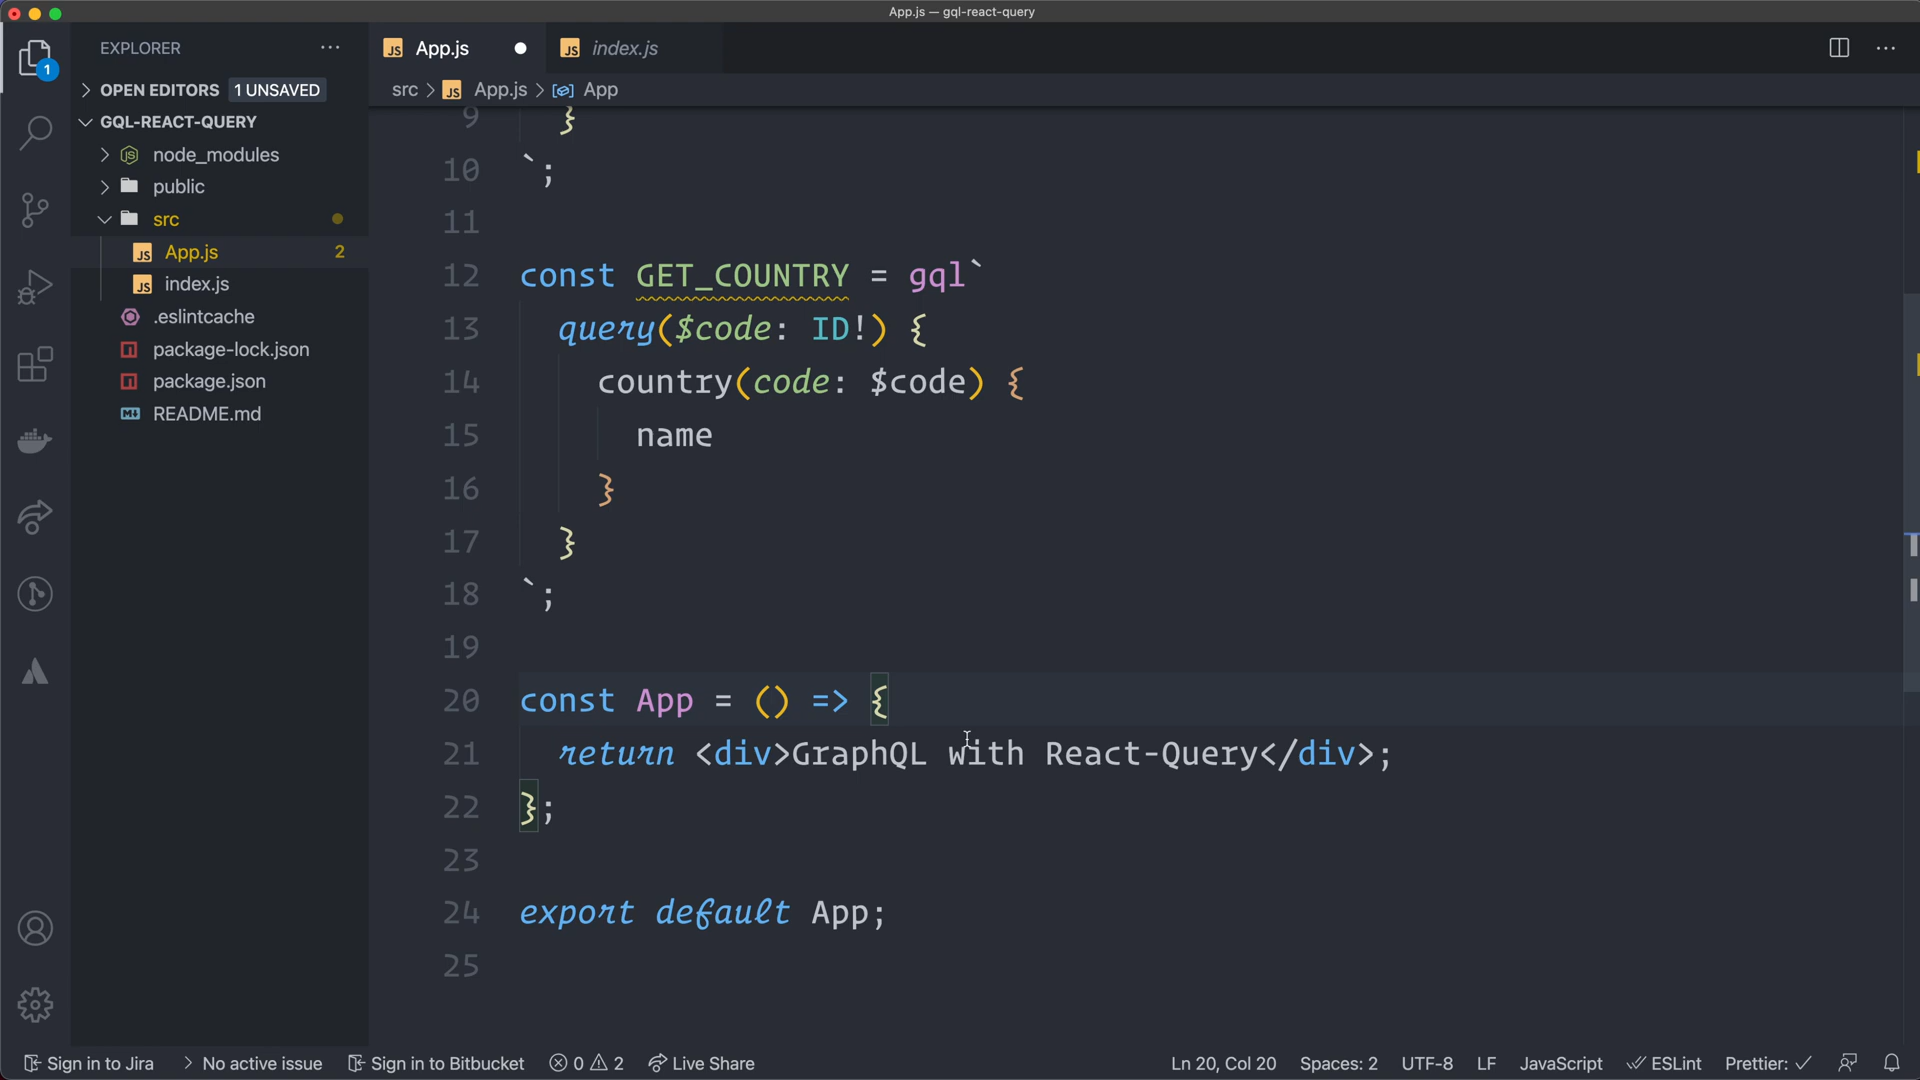 App.js — gql-react-query
EXPLORER
App.js
index.js
1
OPEN EDITORS 1 UNSAVED
src > JS App.js > App
GQL-REACT-QUERY
node_modules
public
src
JS App.js 2
JS index.js
.eslintcache
package-lock.json
package.json
README.md
9 }
10 `;
11
12 const GET_COUNTRY = gql`
13 query($code: ID!) {
14 country(code: $code) {
15 name
16 }
17 }
18 `;
19
20 const App = () => {
21 return <div>GraphQL with React-Query</div>;
22 };
23
24 export default App;
25
Sign in to Jira > No active issue Sign in to Bitbucket 0 2 Live Share Ln 20, Col 20 Spaces: 2 UTF-8 LF JavaScript ESLint Prettier: ✓